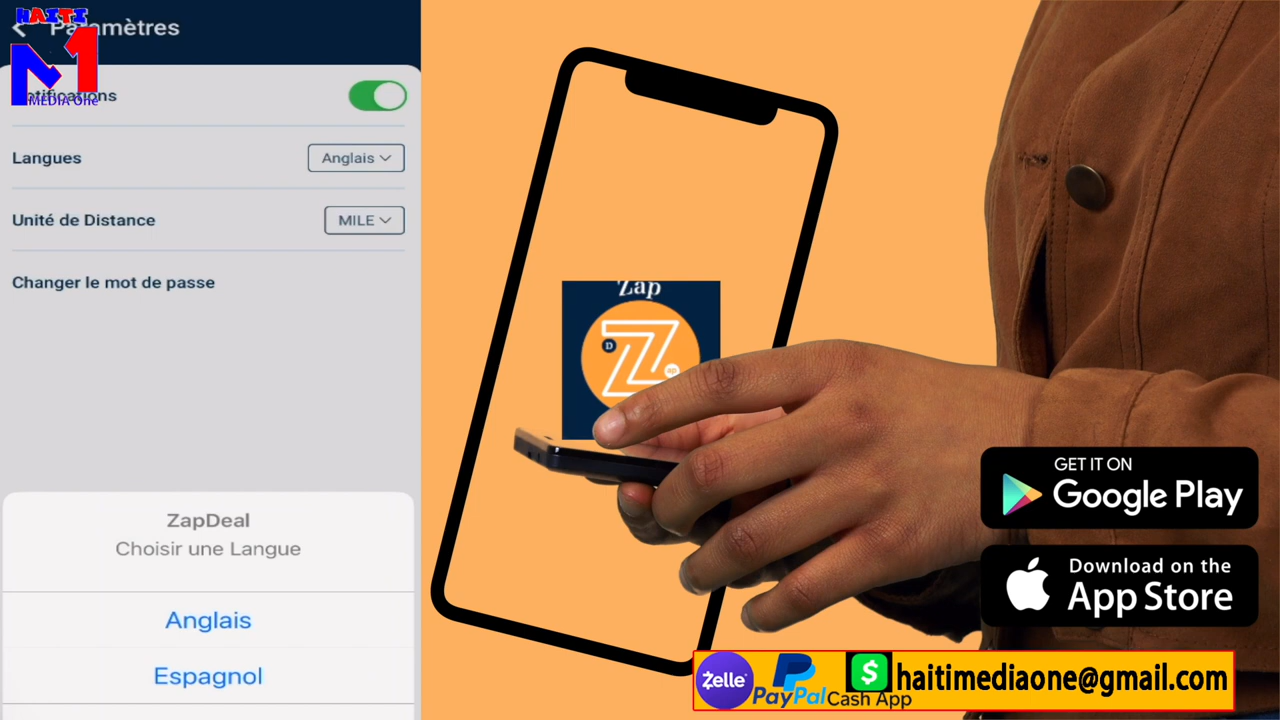 HAITI
M1
MEDIA One
Paramètres
Notifications
Langues
Anglais
Unité de Distance
MILE
Changer le mot de passe
ZapDeal
Choisir une Langue
Anglais
Espagnol
Zap
D
Z
zap
GET IT ON
Google Play
Download on the
App Store
Zelle
PayPal
$
Cash App
haitimediaone@gmail.com